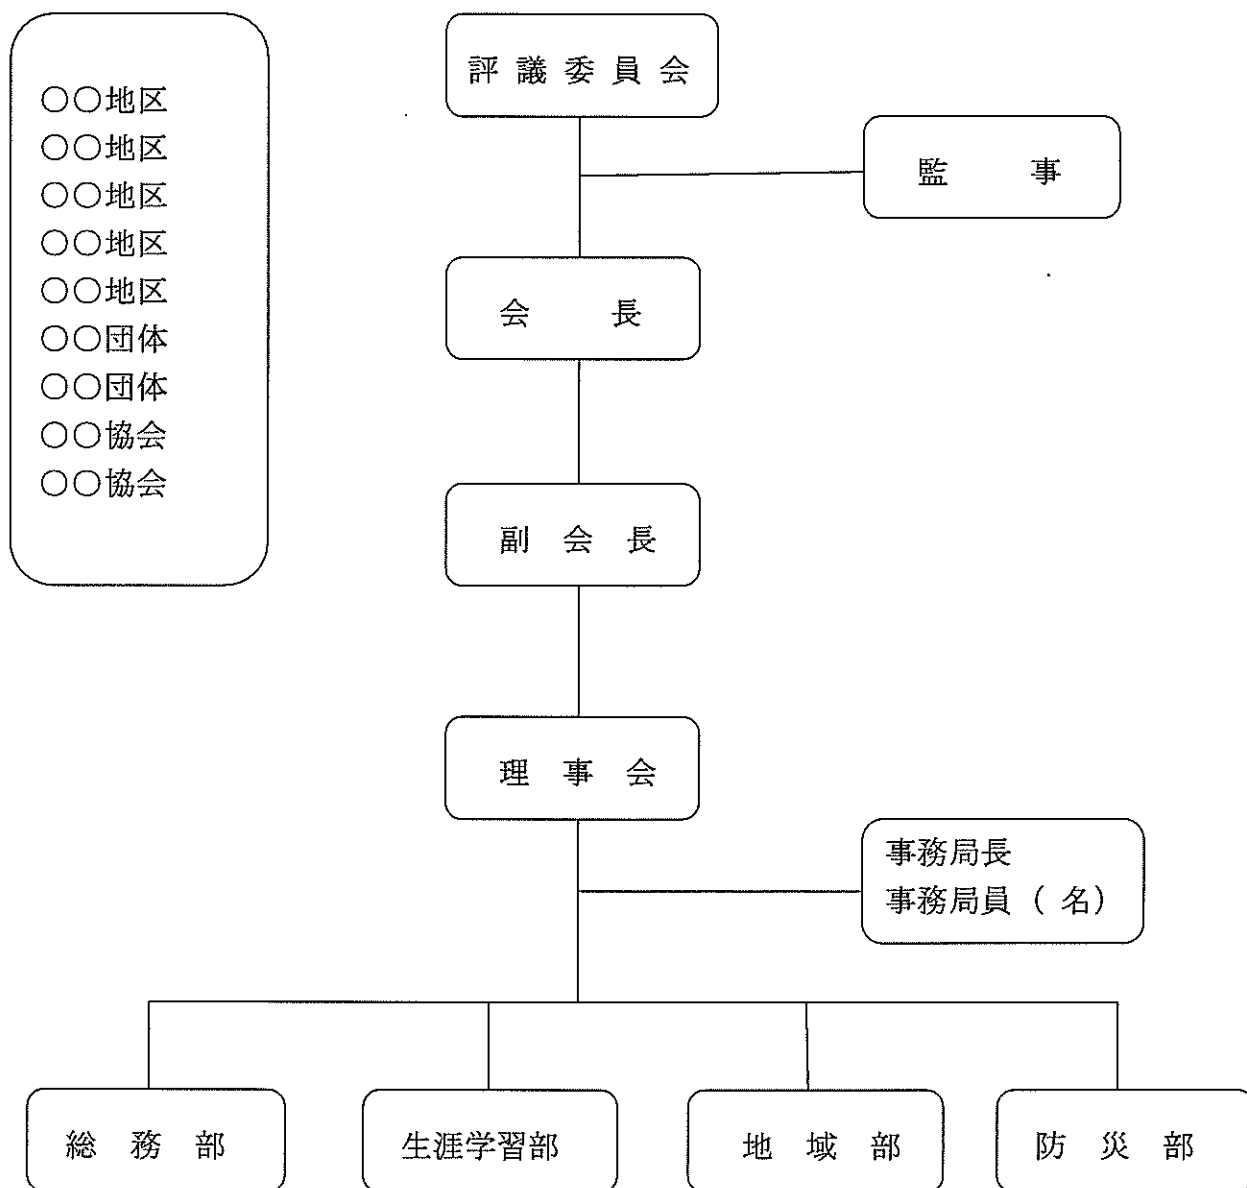 ○○地区
○○地区
○○地区
○○地区
○○地区
○○団体
○○団体
○○協会
○○協会
評議委員会
監事
会長
副会長
理事会
事務局長
事務局員（ 名）
総務部
生涯学習部
地域部
防災部